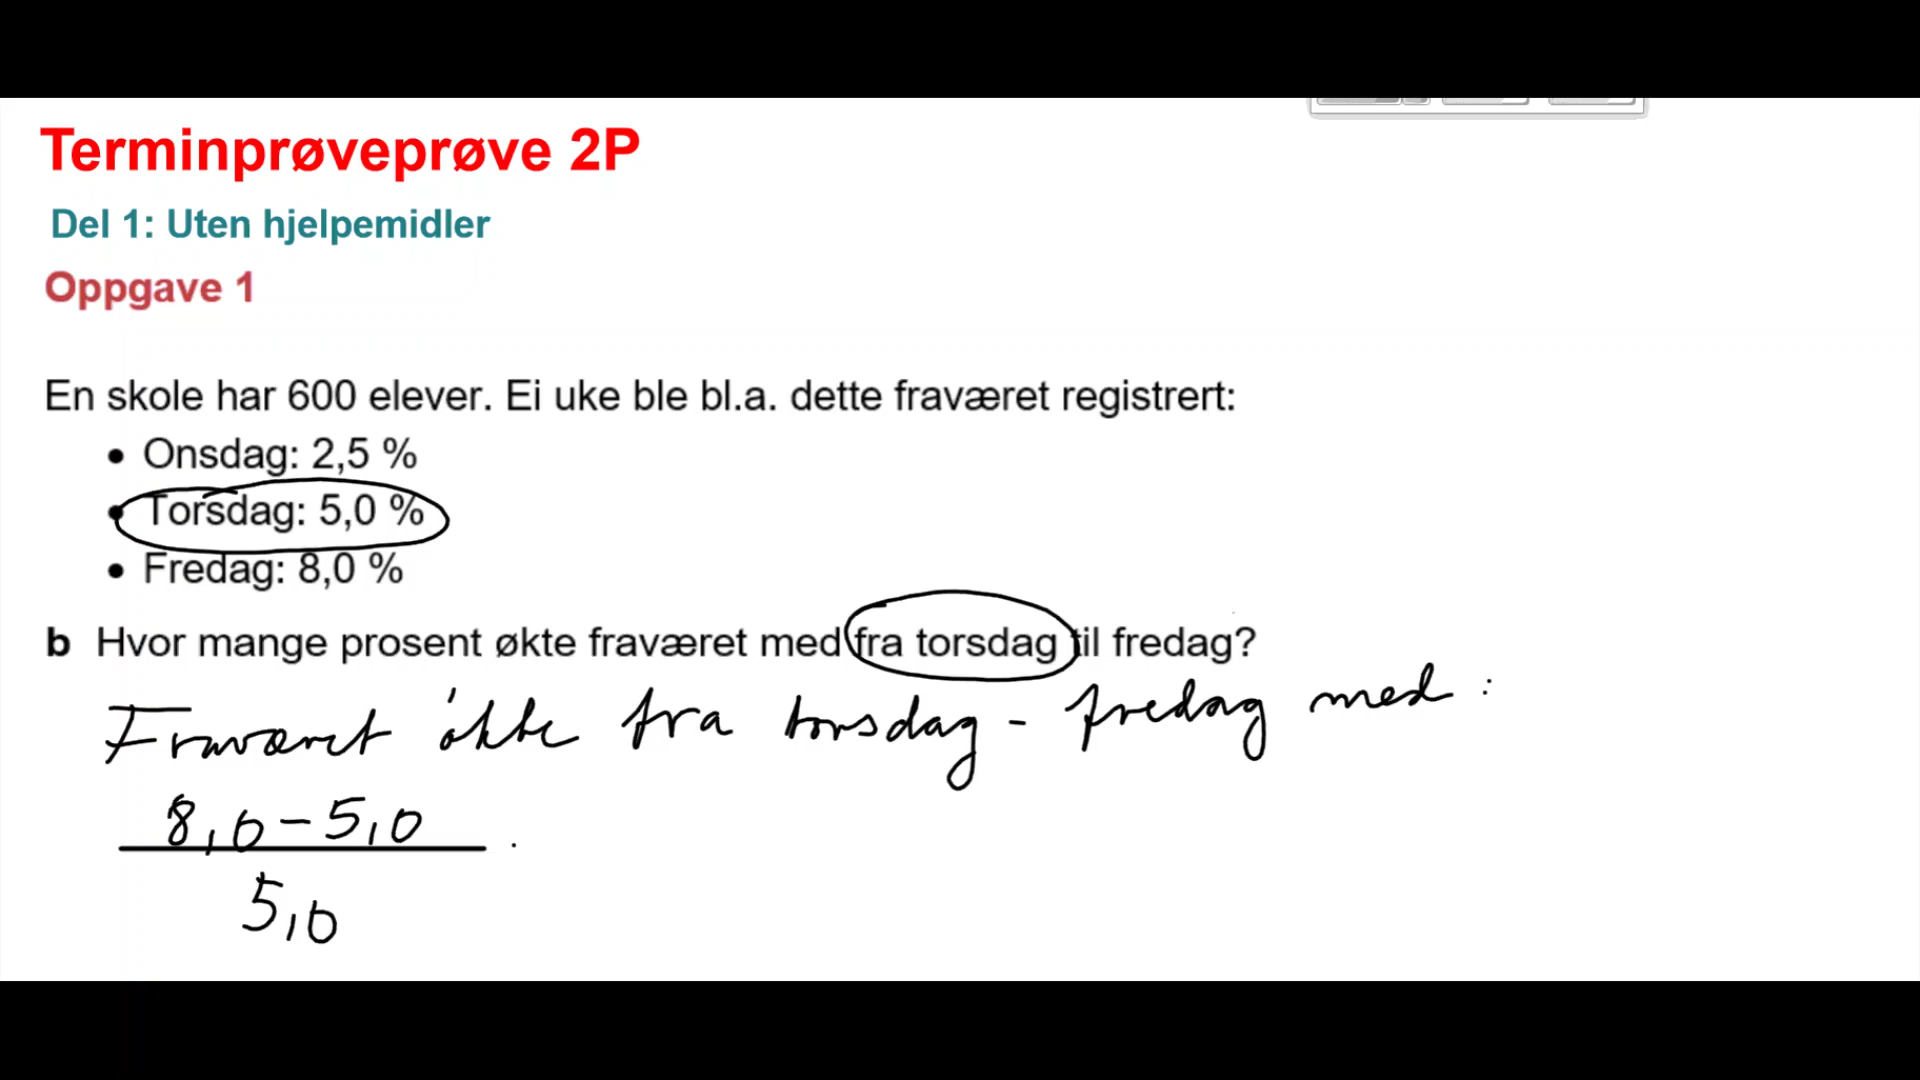 Terminprøveprøve 2P
Del 1: Uten hjelpemidler
Oppgave 1
En skole har 600 elever. Ei uke ble bl.a. dette fraværet registrert:
• Onsdag: 2,5 %
• Torsdag: 5,0 %
• Fredag: 8,0 %
b Hvor mange prosent økte fraværet med fra torsdag til fredag?
Fraværet økte fra torsdag - fredag med :
8,0 - 5,0
5,0